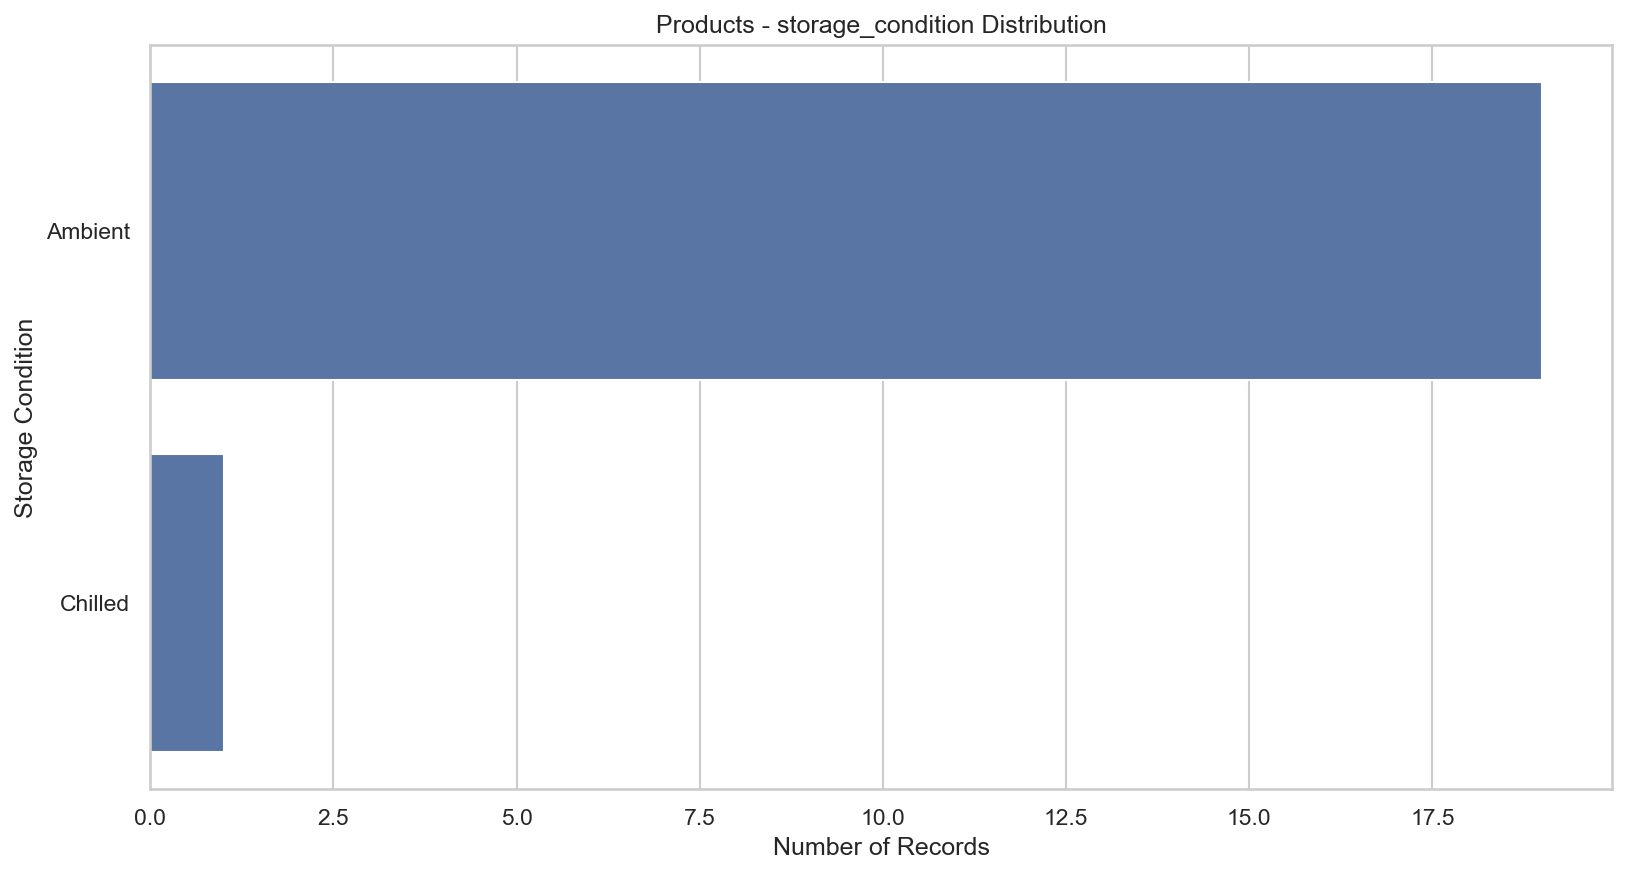 Products - storage_condition Distribution
Storage Condition
Ambient
Chilled
0.0 2.5 5.0 7.5 10.0 12.5 15.0 17.5
Number of Records